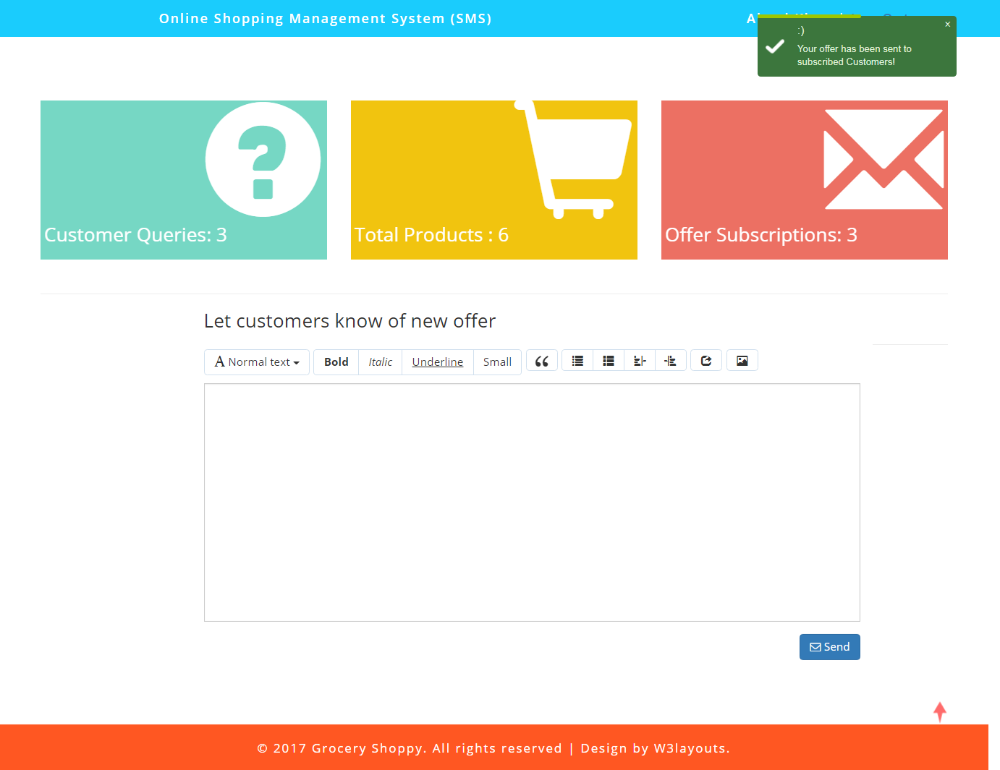 Online Shopping Management System (SMS)
:)
×
Your offer has been sent to
subscribed Customers!
Customer Queries: 3
Total Products : 6
Offer Subscriptions: 3
Let customers know of new offer
A Normal text
Bold
Italic
Underline
Small
Send
© 2017 Grocery Shoppy. All rights reserved | Design by W3layouts.